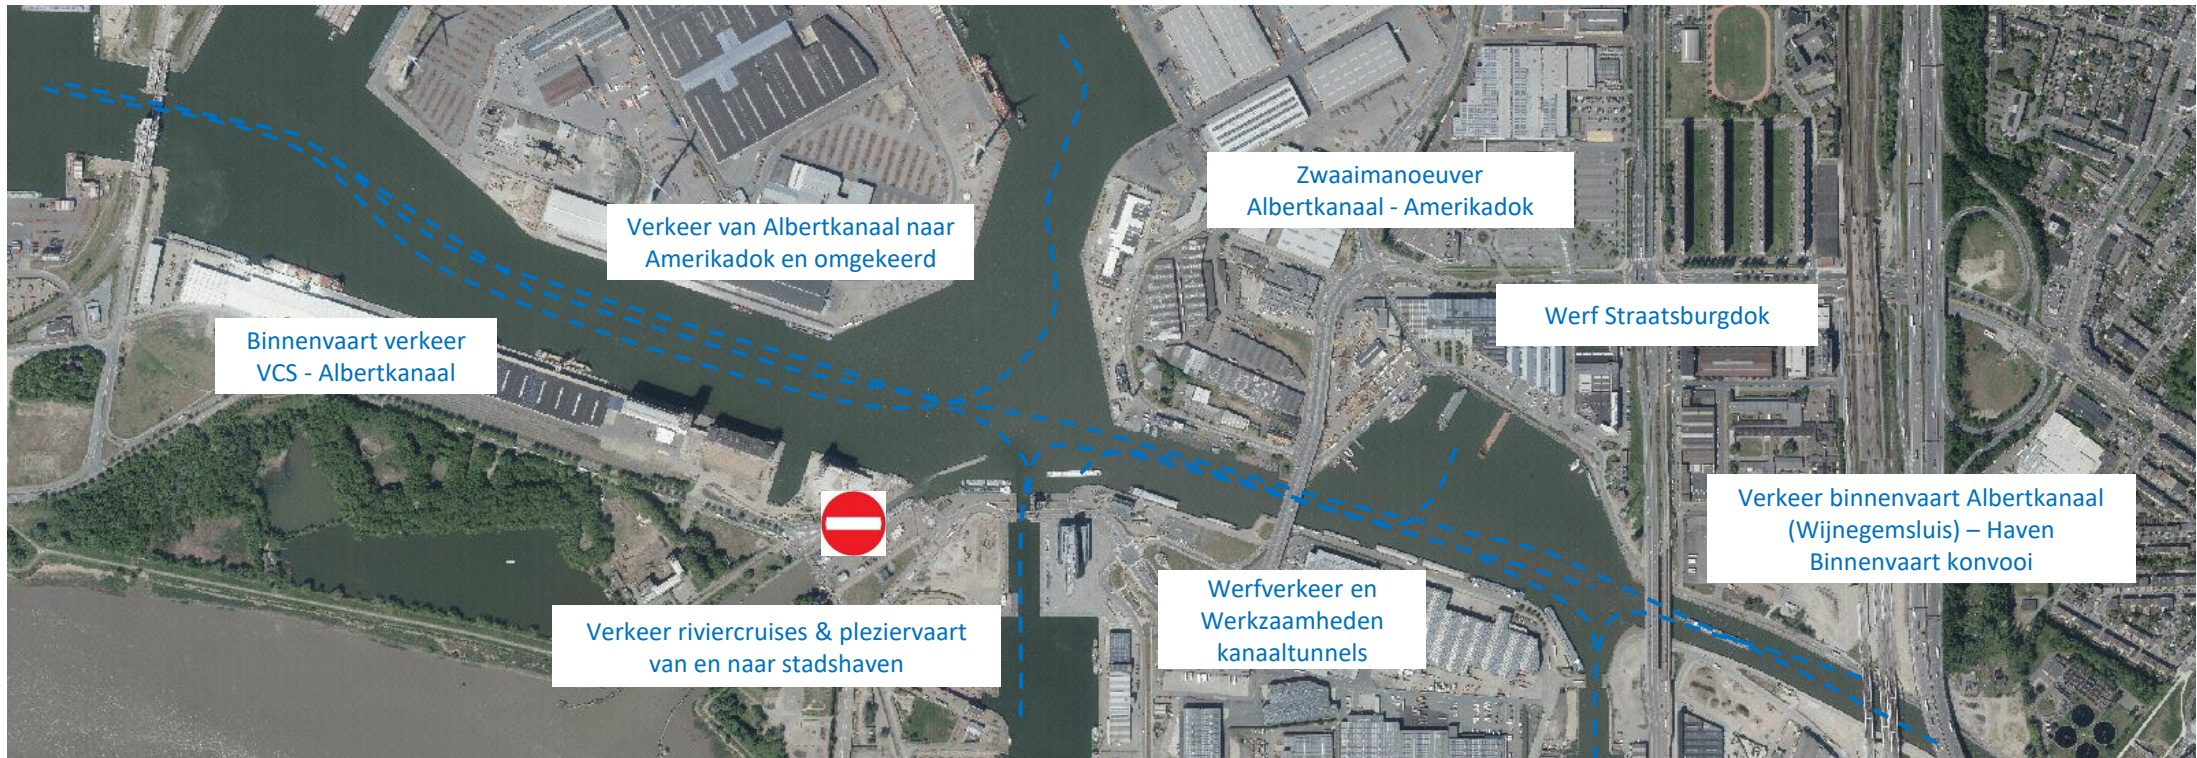 Zwaaimanoeuver
Albertkanaal - Amerikadok
Verkeer van Albertkanaal naar
Amerikadok en omgekeerd
Werf Straatsburgdok
Binnenvaart verkeer
VCS - Albertkanaal
Verkeer binnenvaart Albertkanaal
(Wijnegemsluis) – Haven
Binnenvaart konvooi
Werfverkeer en
Werkzaamheden
kanaaltunnels
Verkeer riviercruises & pleziervaart
van en naar stadshaven